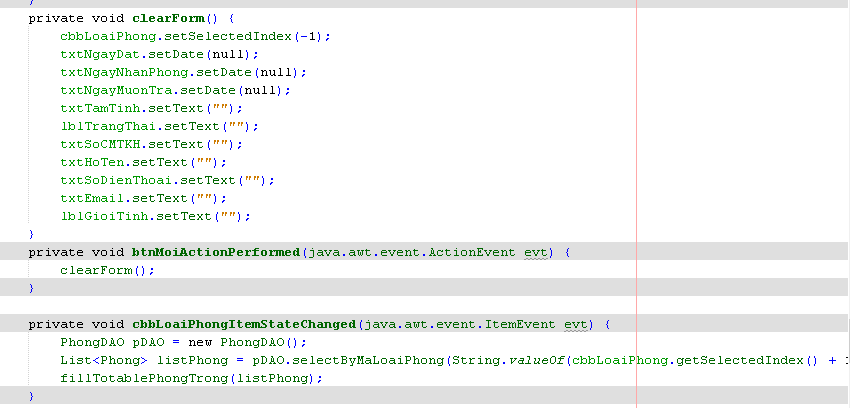 }
private void clearForm() {
cbbLoaiPhong.setSelectedIndex(-1);
txtNgayDat.setDate(null);
txtNgayNhanPhong.setDate(null);
txtNgayMuonTra.setDate(null);
txtTamTinh.setText("");
lblTrangThai.setText("");
txtSoCMTKH.setText("");
txtHoTen.setText("");
txtSoDienThoai.setText("");
txtEmail.setText("");
lblGioiTinh.setText("");
}
private void btnMoiActionPerformed(java.awt.event.ActionEvent evt) {
clearForm();
}
private void cbbLoaiPhongItemStateChanged(java.awt.event.ItemEvent evt) {
PhongDAO pDAO = new PhongDAO();
List<Phong> listPhong = pDAO.selectByMaLoaiPhong(String.valueOf(cbbLoaiPhong.getSelectedIndex() +
fillTotablePhongTrong(listPhong);
}